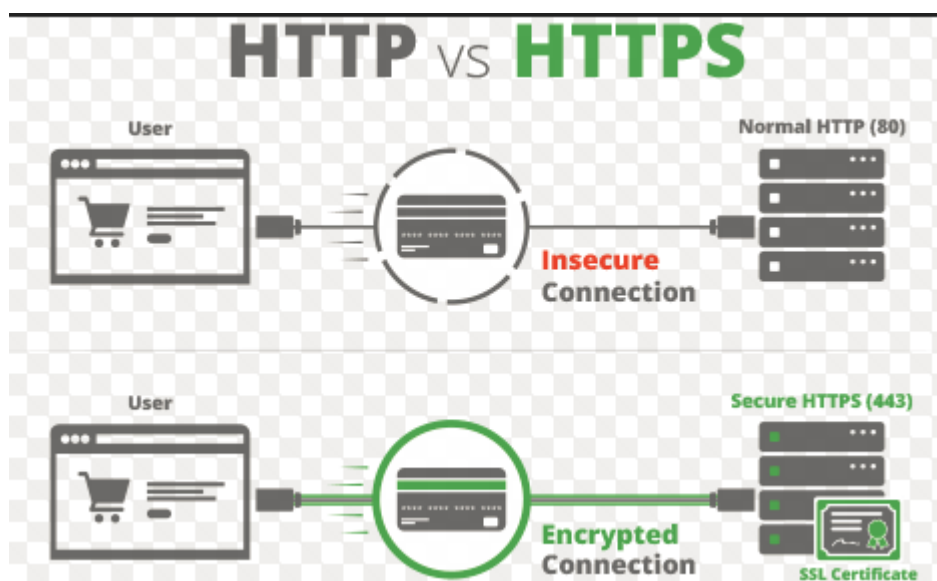 HTTP VS HTTPS
User
Normal HTTP (80)
Insecure
Connection
User
Secure HTTPS (443)
Encrypted
Connection
SSL Certificate